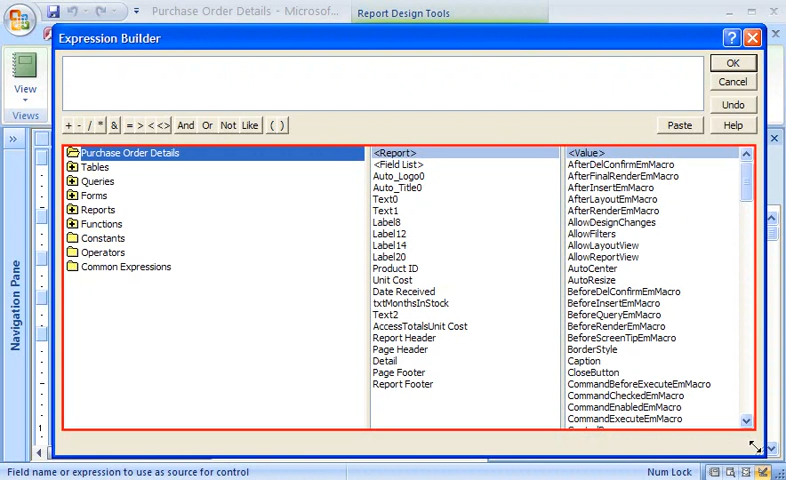 Purchase Order Details - Microsoft...
Report Design Tools
Expression Builder
View
Views
OK
Cancel
Undo
Help
+ - / * & = > < <> And Or Not Like ( )
Paste
Purchase Order Details
Tables
Queries
Forms
Reports
Functions
Constants
Operators
Common Expressions
<Report>
<Field List>
Auto_Logo0
Auto_Title0
Text0
Text1
Label8
Label12
Label14
Label20
Product ID
Unit Cost
Date Received
txtMonthsInStock
Text2
AccessTotalsUnit Cost
Report Header
Page Header
Detail
Page Footer
Report Footer
<Value>
AfterDelConfirmEmMacro
AfterFinalRenderEmMacro
AfterInsertEmMacro
AfterLayoutEmMacro
AfterRenderEmMacro
AllowDesignChanges
AllowFilters
AllowLayoutView
AllowReportView
AutoCenter
AutoResize
BeforeDelConfirmEmMacro
BeforeInsertEmMacro
BeforeQueryEmMacro
BeforeRenderEmMacro
BeforeScreenTipEmMacro
BorderStyle
Caption
CloseButton
CommandBeforeExecuteEmMacro
CommandCheckedEmMacro
CommandEnabledEmMacro
CommandExecuteEmMacro
Navigation Pane
1
Field name or expression to use as source for control
Num Lock